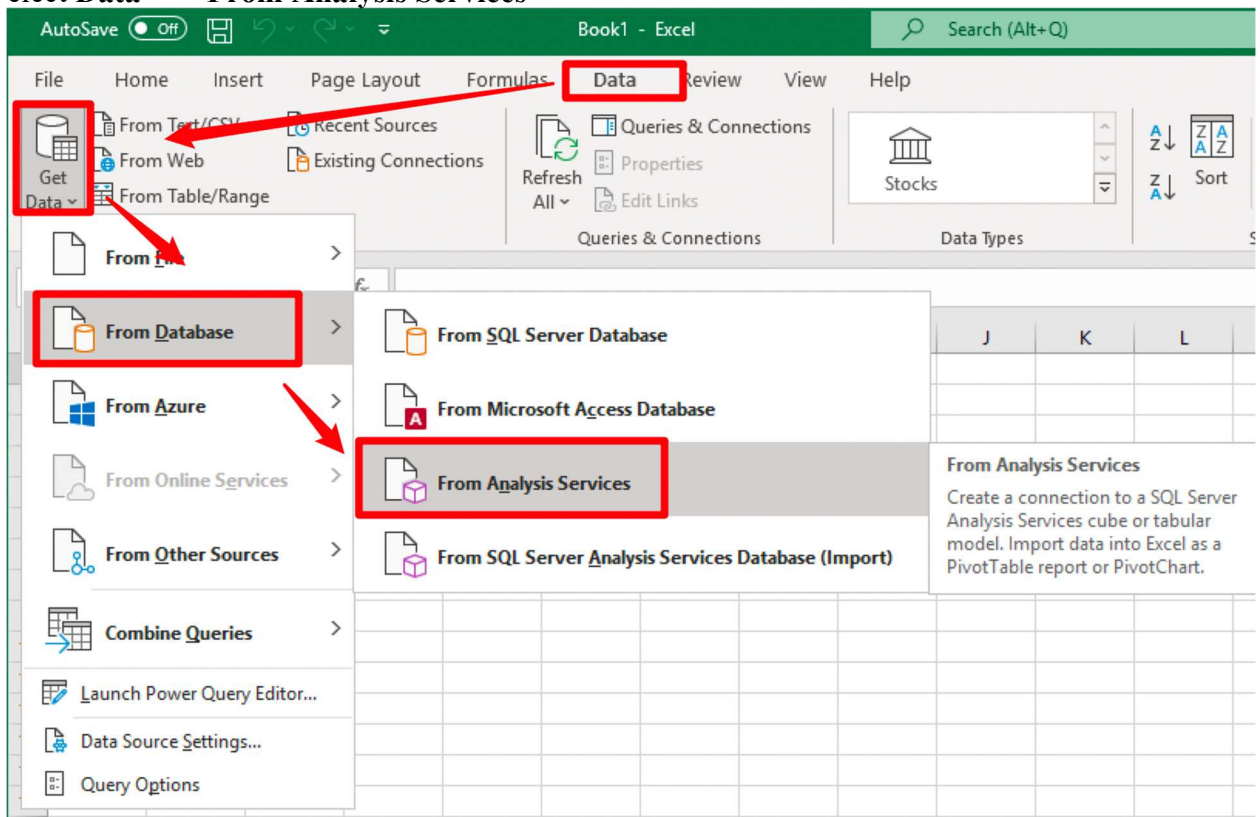 Data From Analysis Services
AutoSave Off Book1 - Excel Search (Alt+Q)
File Home Insert Page Layout Formulas Data Review View Help
From Text/CSV Recent Sources Queries & Connections
From Web Existing Connections Properties
Get Data From Table/Range Refresh All Edit Links Stocks Sort
Queries & Connections Data Types
From File
From Database
From SQL Server Database J K L
From Azure
From Microsoft Access Database
From Online Services
From Analysis Services
From Analysis Services
Create a connection to a SQL Server
Analysis Services cube or tabular
model. Import data into Excel as a
PivotTable report or PivotChart.
From Other Sources
From SQL Server Analysis Services Database (Import)
Combine Queries
Launch Power Query Editor...
Data Source Settings...
Query Options